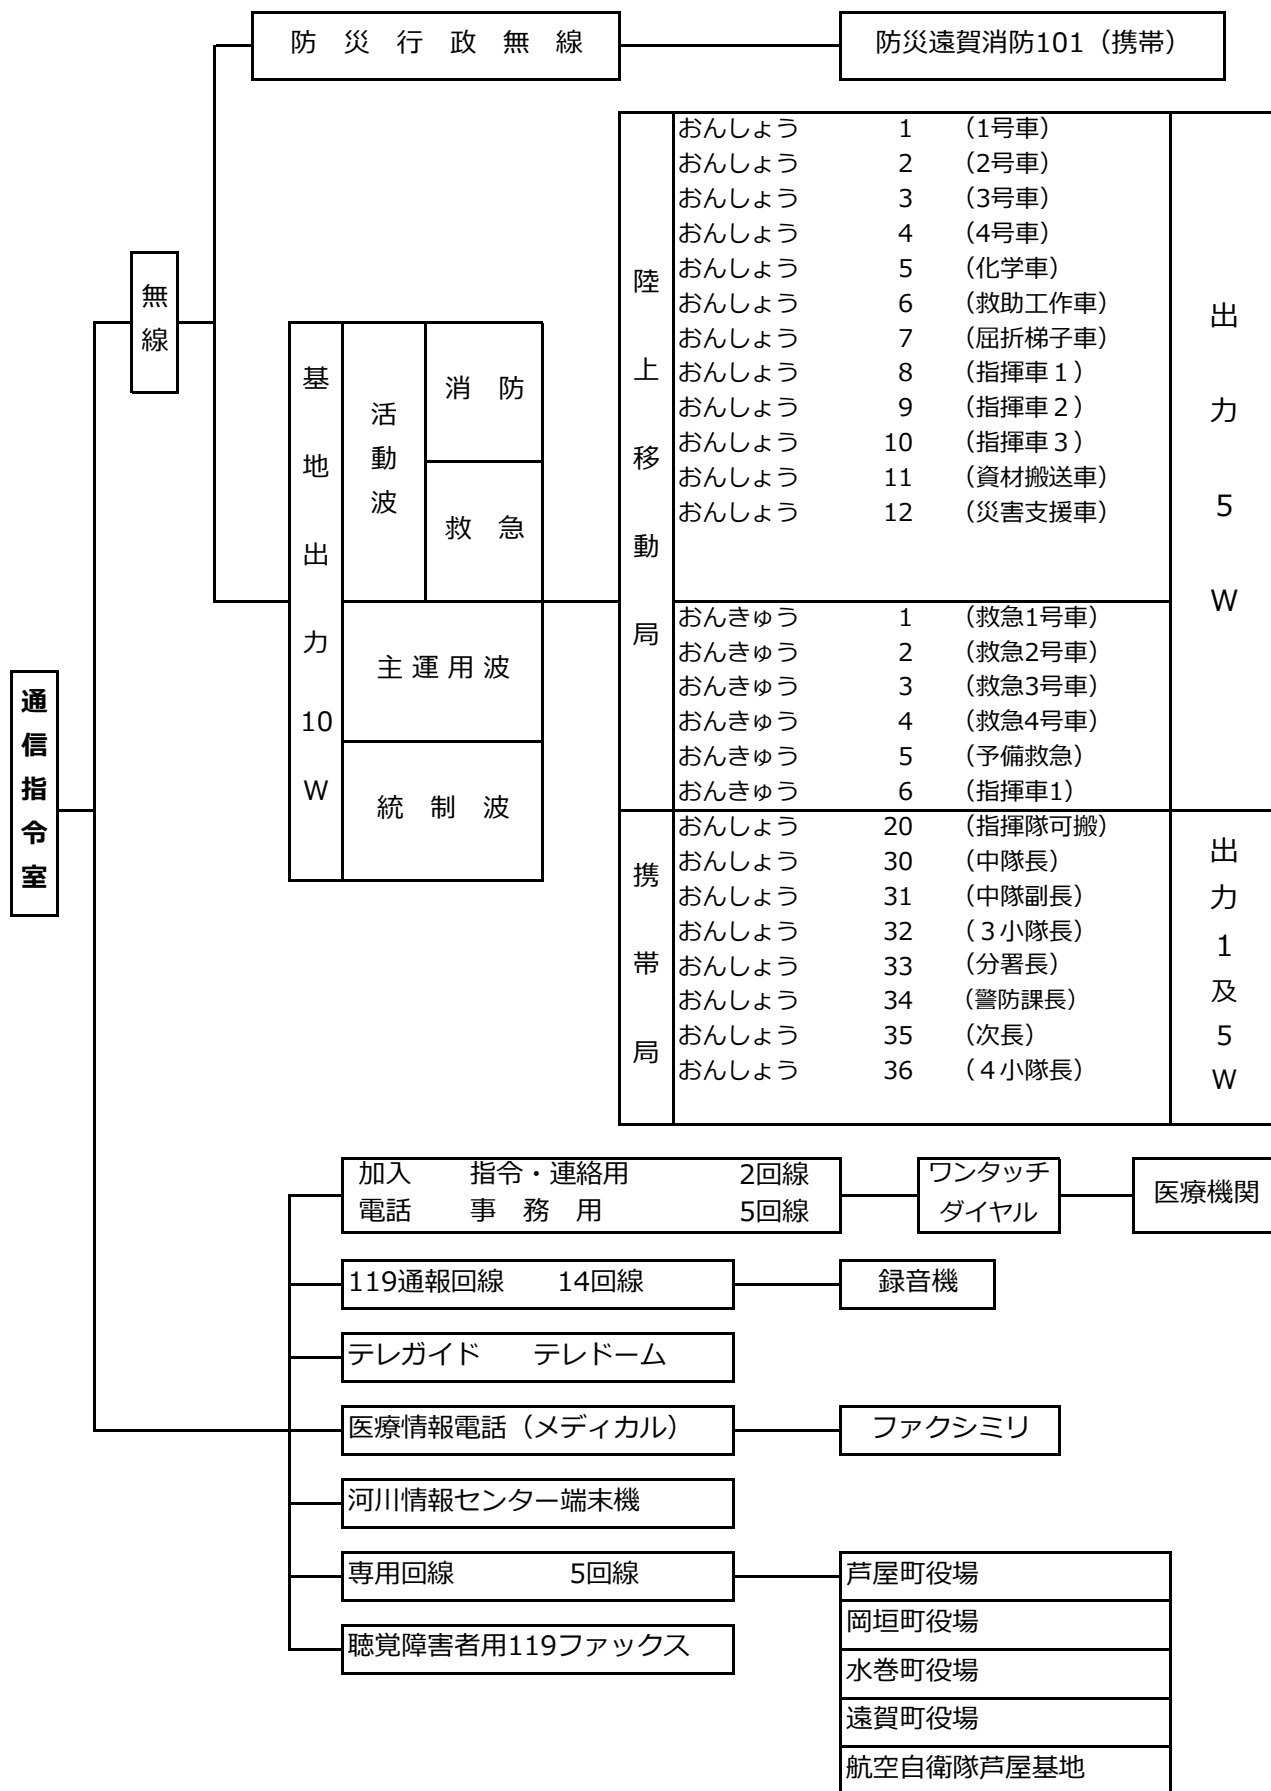 防災行政無線 防災遠賀消防101（携帯）
無線
通信指令室
基地出力10W
活動波
消防
救急
主運用波
統制波
陸上移動局
おんしょう 1 （1号車）
おんしょう 2 （2号車）
おんしょう 3 （3号車）
おんしょう 4 （4号車）
おんしょう 5 （化学車）
おんしょう 6 （救助工作車）
おんしょう 7 （屈折梯子車）
おんしょう 8 （指揮車１）
おんしょう 9 （指揮車２）
おんしょう 10 （指揮車３）
おんしょう 11 （資材搬送車）
おんしょう 12 （災害支援車）
おんきゅう 1 （救急1号車）
おんきゅう 2 （救急2号車）
おんきゅう 3 （救急3号車）
おんきゅう 4 （救急4号車）
おんきゅう 5 （予備救急）
おんきゅう 6 （指揮車1）
出力5W
携帯局
おんしょう 20 （指揮隊可搬）
おんしょう 30 （中隊長）
おんしょう 31 （中隊副長）
おんしょう 32 （３小隊長）
おんしょう 33 （分署長）
おんしょう 34 （警防課長）
おんしょう 35 （次長）
おんしょう 36 （４小隊長）
出力1及5W
加入 指令・連絡用 2回線
電話 事務用 5回線
ワンタッチ
ダイヤル
医療機関
119通報回線 14回線 録音機
テレガイド テレドーム
医療情報電話（メディカル） ファクシミリ
河川情報センター端末機
専用回線 5回線 芦屋町役場
岡垣町役場
聴覚障害者用119ファックス
水巻町役場
遠賀町役場
航空自衛隊芦屋基地